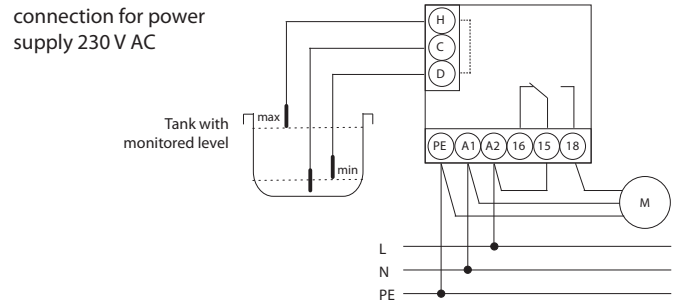 connection for power
supply 230 V AC
H
C
D
Tank with
monitored level
max
min
PE A1 A2 16 15 18
M
L
N
PE